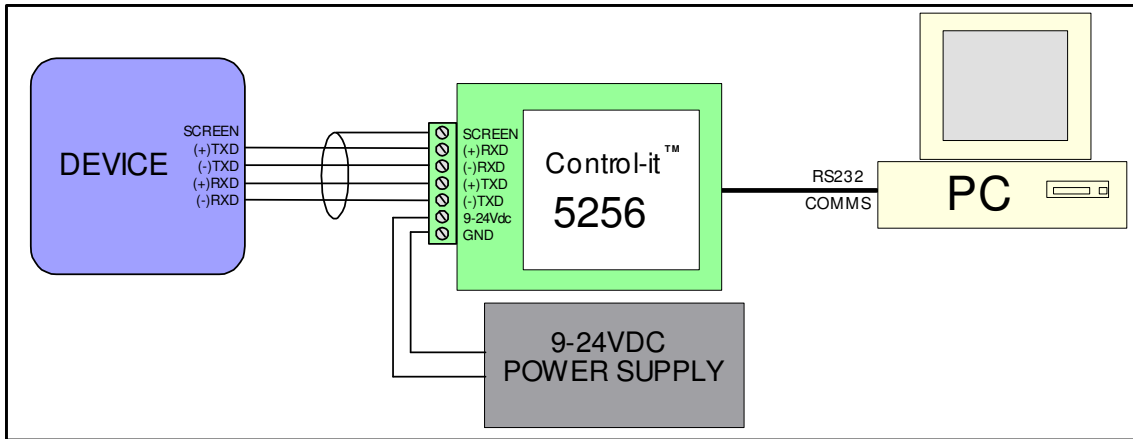 DEVICE
SCREEN
(+)TXD
(-)TXD
(+)RXD
(-)RXD
SCREEN
(+)RXD
(-)RXD
(+)TXD
(-)TXD
9-24Vdc
GND
Control-it™
5256
RS232
COMMS
PC
9-24VDC
POWER SUPPLY